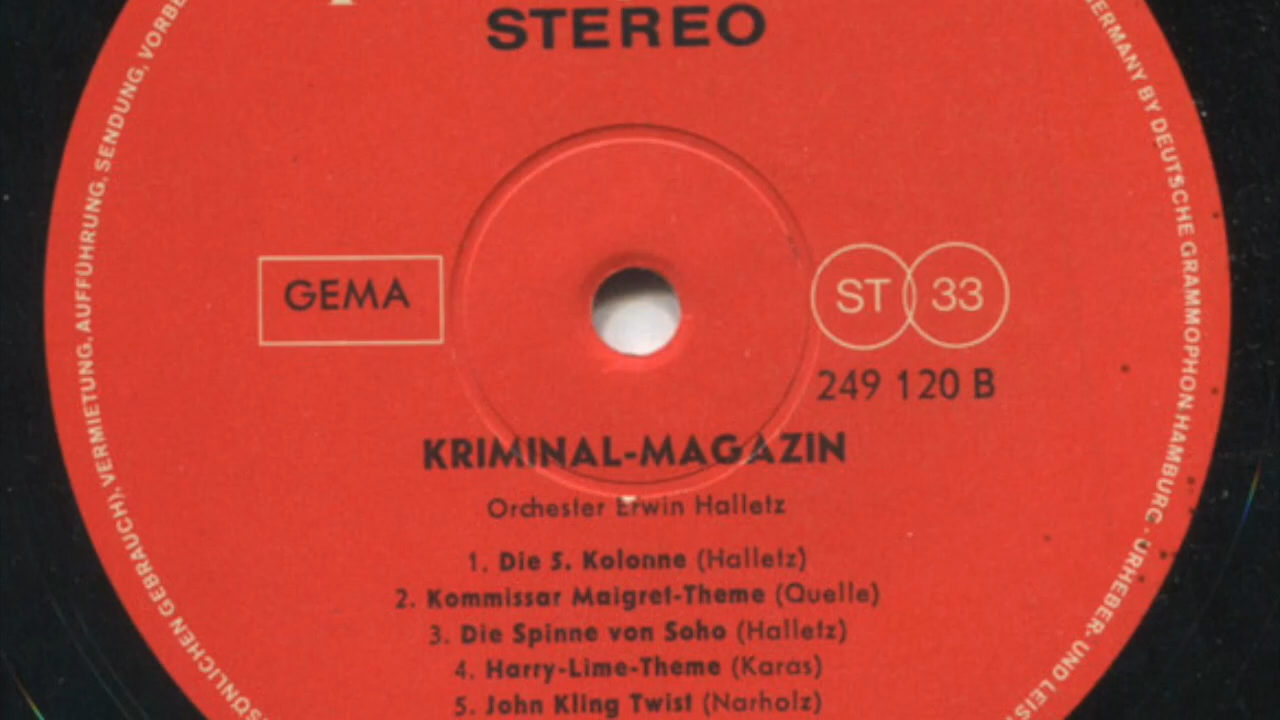 STEREO
GEMA
ST 33
249 120 B
KRIMINAL-MAGAZIN
Orchester Erwin Halletz
1. Die 5. Kolonne (Halletz)
2. Kommissar Maigret-Theme (Quelle)
3. Die Spinne von Soho (Halletz)
4. Harry-Lime-Theme (Karas)
5. John Kling Twist (Narholz)
GEBRAUCH), VERMIETUNG, AUFFÜHRUNG, SENDUNG,
GERMANY BY DEUTSCHE GRAMMOPHON HAMBURG · URHEBER- UND